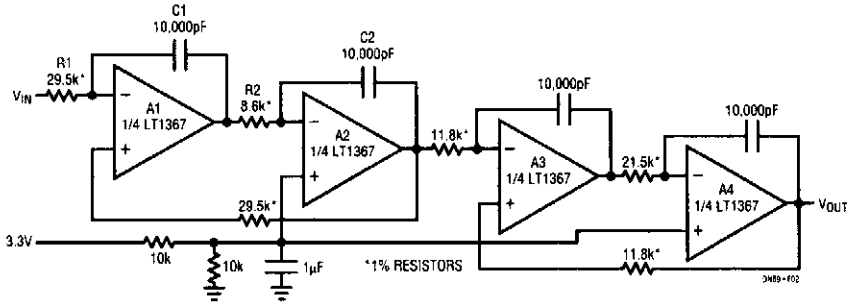 C1
10,000pF
R1
29.5k*
VIN
−
A1
1/4 LT1367
+
R2
8.6k*
C2
10,000pF
−
A2
1/4 LT1367
+
29.5k*
11.8k*
10,000pF
−
A3
1/4 LT1367
+
21.5k*
10,000pF
−
A4
1/4 LT1367
+
VOUT
11.8k*
3.3V
10k
10k
1µF
*1% RESISTORS
DN89 • F02